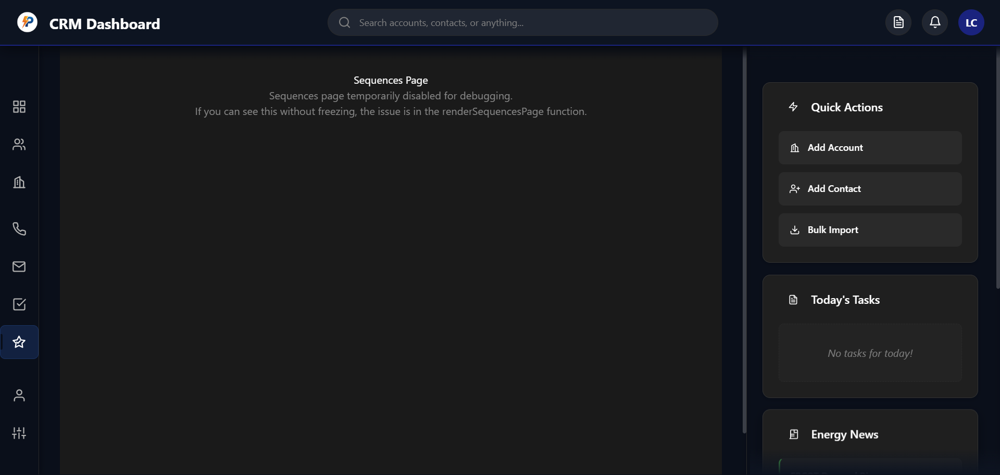 CRM Dashboard
Search accounts, contacts, or anything...
LC
Sequences Page
Sequences page temporarily disabled for debugging.
If you can see this without freezing, the issue is in the renderSequencesPage function.
Quick Actions
Add Account
Add Contact
Bulk Import
Today's Tasks
No tasks for today!
Energy News